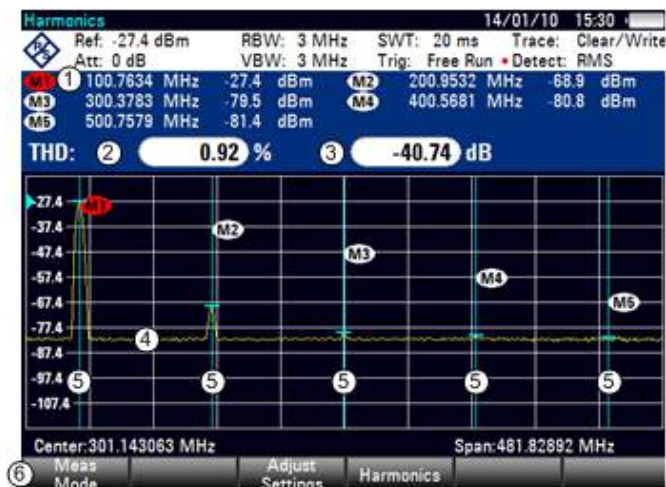 Harmonics 14/01/10 15:30
Ref: -27.4 dBm RBW: 3 MHz SWT: 20 ms Trace: Clear/Write
Att: 0 dB VBW: 3 MHz Trig: Free Run • Detect: RMS
M1 1 100.7634 MHz -27.4 dBm M2 200.9532 MHz -68.9 dBm
M3 300.3783 MHz -79.5 dBm M4 400.5681 MHz -80.8 dBm
M5 500.7579 MHz -81.4 dBm
THD: 2 0.92 % 3 -40.74 dB
-27.4 M1
-37.4 M2
-47.4 M3
-57.4 M4
-67.4 M5
-77.4 4
-87.4
-97.4 5 5 5 5 5
-107.4
Center:301.143063 MHz Span:481.82892 MHz
6 Meas Mode Adjust Settings Harmonics